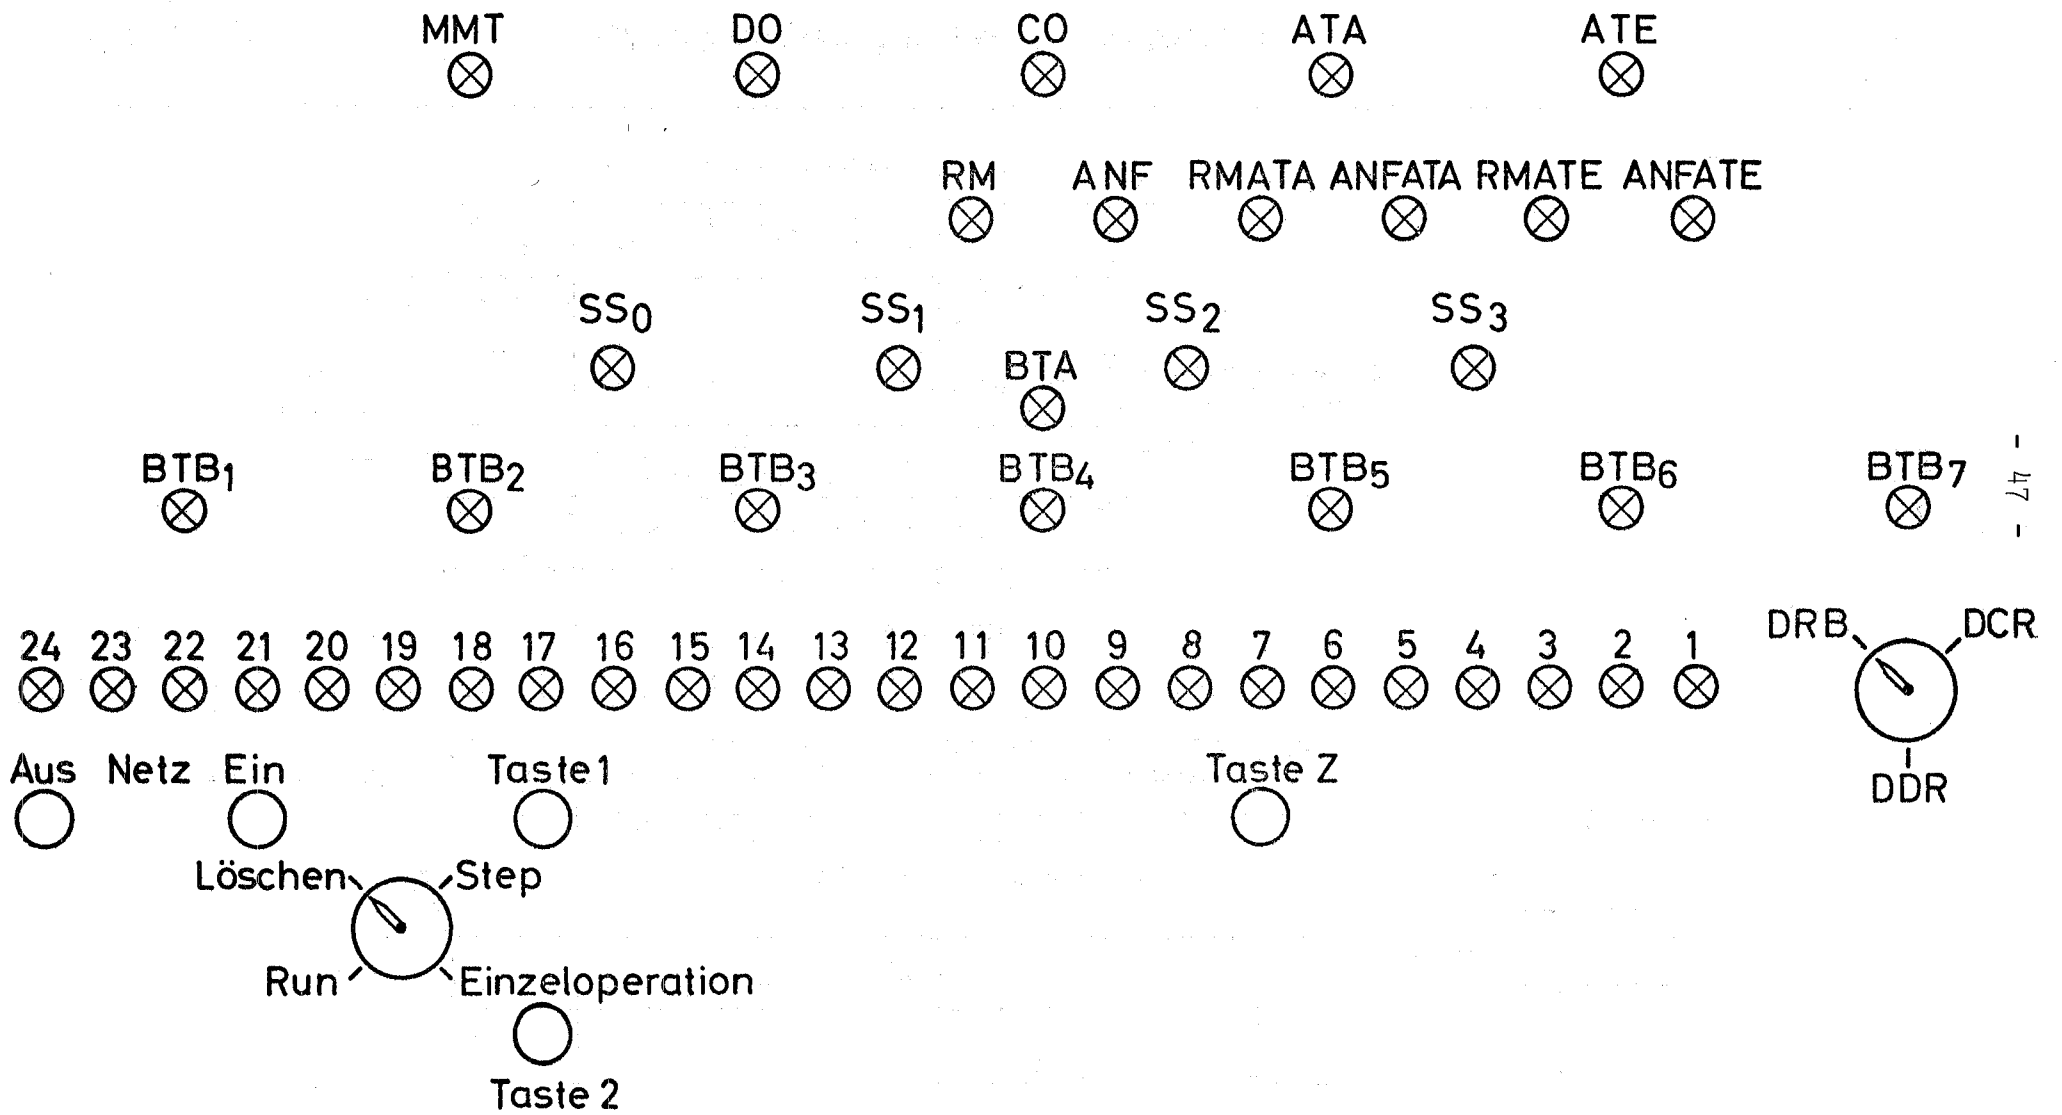 MMT DO CO ATA ATE
RM ANF RMATA ANFATA RMATE ANFATE
SS0 SS1 SS2 SS3
BTA
BTB1 BTB2 BTB3 BTB4 BTB5 BTB6 BTB7
- 47 -
24 23 22 21 20 19 18 17 16 15 14 13 12 11 10 9 8 7 6 5 4 3 2 1
DRB DCR
DDR
Aus Netz Ein Taste 1 Taste Z
Löschen Step
Run Einzeloperation
Taste 2